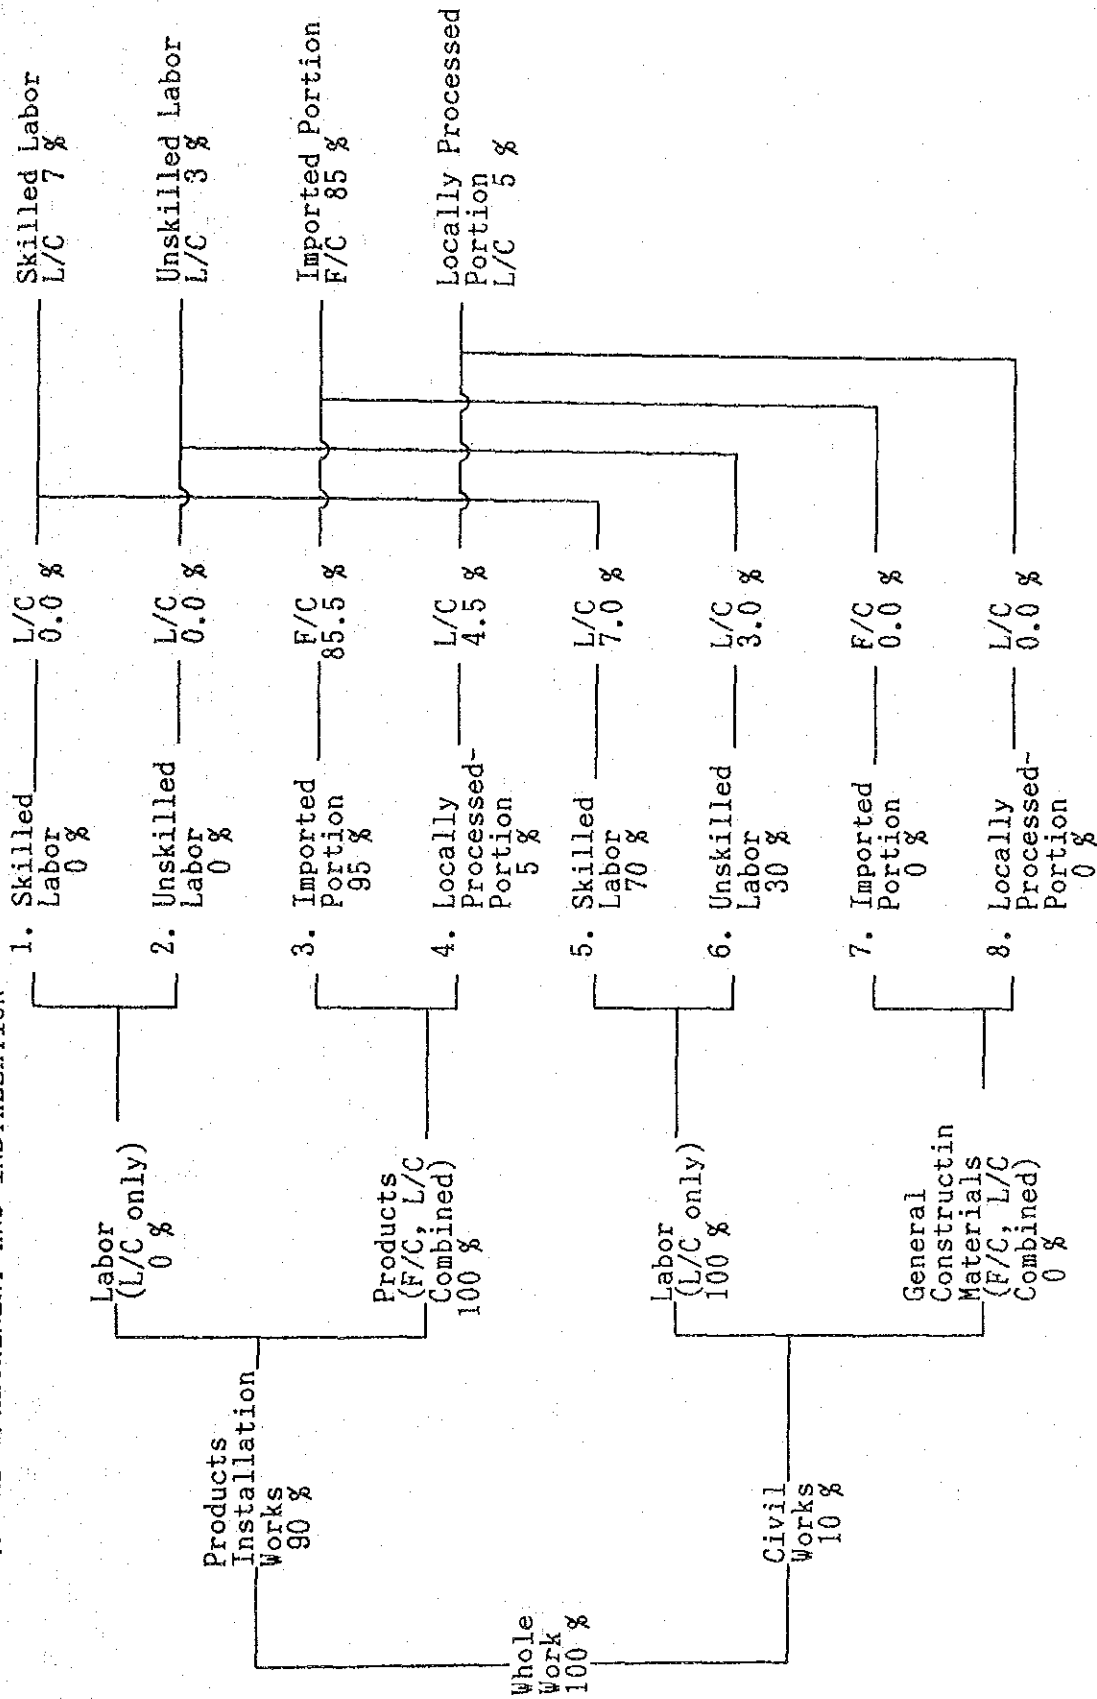 Whole
Work
100 %
Products
Installation
Works
90 %
Civil
Works
10 %
Labor
(L/C only)
0 %
Products
(F/C, L/C
Combined)
100 %
Labor
(L/C only)
100 %
General
Constructin
Materials
(F/C, L/C
Combined)
0 %
1. Skilled
Labor
0 %
2. Unskilled
Labor
0 %
3. Imported
Portion
95 %
4. Locally
Processed-
Portion
5 %
5. Skilled
Labor
70 %
6. Unskilled
Labor
30 %
7. Imported
Portion
0 %
8. Locally
Processed-
Portion
0 %
L/C
0.0 %
L/C
0.0 %
F/C
85.5 %
L/C
4.5 %
L/C
7.0 %
L/C
3.0 %
F/C
0.0 %
L/C
0.0 %
Skilled Labor
L/C 7 %
Unskilled Labor
L/C 3 %
Imported Portion
F/C 85 %
Locally Processed
Portion
L/C 5 %